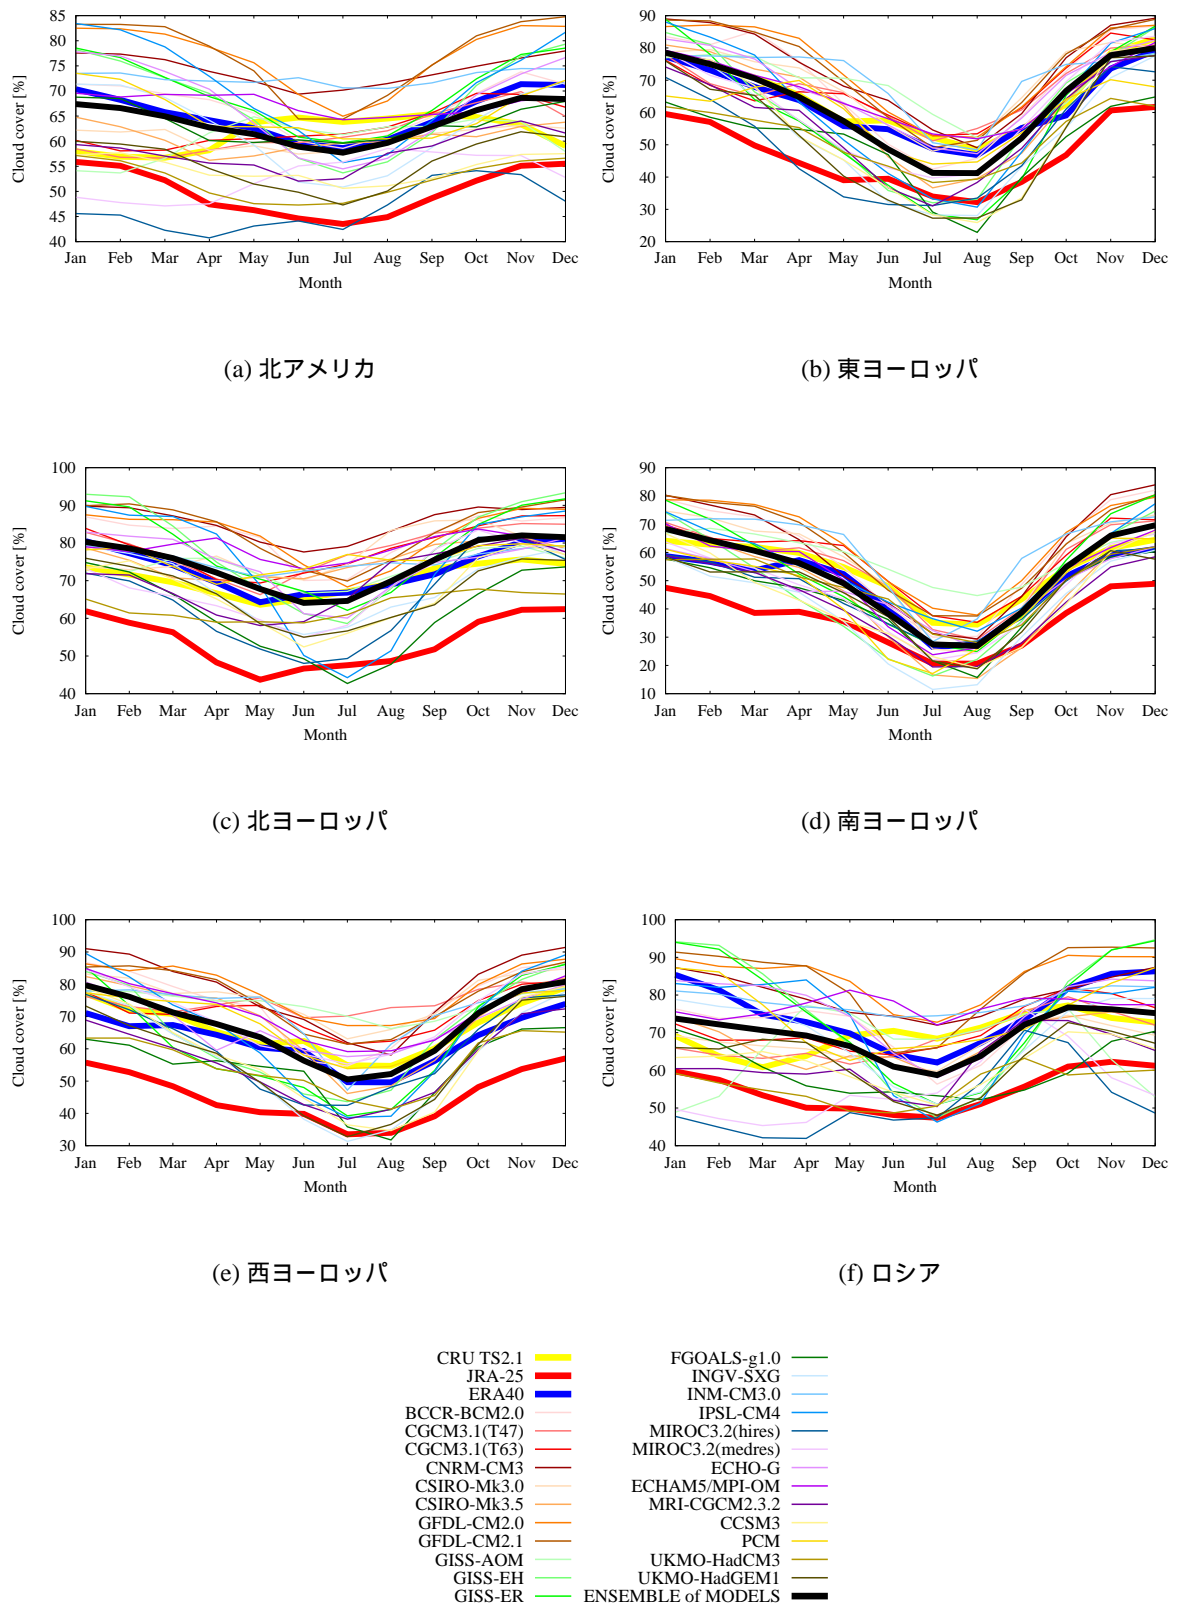 85
80
75
70
65
60
55
50
45
40
Cloud cover [%]
Jan Feb Mar Apr May Jun Jul Aug Sep Oct Nov Dec
Month
(a) 北アメリカ
90
80
70
60
50
40
30
20
Cloud cover [%]
Jan Feb Mar Apr May Jun Jul Aug Sep Oct Nov Dec
Month
(b) 東ヨーロッパ
100
90
80
70
60
50
40
Cloud cover [%]
Jan Feb Mar Apr May Jun Jul Aug Sep Oct Nov Dec
Month
(c) 北ヨーロッパ
90
80
70
60
50
40
30
20
10
Cloud cover [%]
Jan Feb Mar Apr May Jun Jul Aug Sep Oct Nov Dec
Month
(d) 南ヨーロッパ
100
90
80
70
60
50
40
30
Cloud cover [%]
Jan Feb Mar Apr May Jun Jul Aug Sep Oct Nov Dec
Month
(e) 西ヨーロッパ
100
90
80
70
60
50
40
Cloud cover [%]
Jan Feb Mar Apr May Jun Jul Aug Sep Oct Nov Dec
Month
(f) ロシア
CRU TS2.1
JRA-25
ERA40
BCCR-BCM2.0
CGCM3.1(T47)
CGCM3.1(T63)
CNRM-CM3
CSIRO-Mk3.0
CSIRO-Mk3.5
GFDL-CM2.0
GFDL-CM2.1
GISS-AOM
GISS-EH
GISS-ER
FGOALS-g1.0
INGV-SXG
INM-CM3.0
IPSL-CM4
MIROC3.2(hires)
MIROC3.2(medres)
ECHO-G
ECHAM5/MPI-OM
MRI-CGCM2.3.2
CCSM3
PCM
UKMO-HadCM3
UKMO-HadGEM1
ENSEMBLE of MODELS